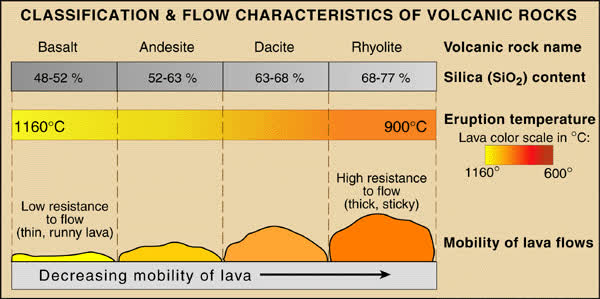 CLASSIFICATION & FLOW CHARACTERISTICS OF VOLCANIC ROCKS
Basalt Andesite Dacite Rhyolite Volcanic rock name
48-52 % 52-63 % 63-68 % 68-77 % Silica (SiO₂) content
1160°C 900°C Eruption temperature
Lava color scale in °C:
1160° 600°
Low resistance
to flow
(thin, runny lava)
High resistance
to flow
(thick, sticky)
Mobility of lava flows
Decreasing mobility of lava